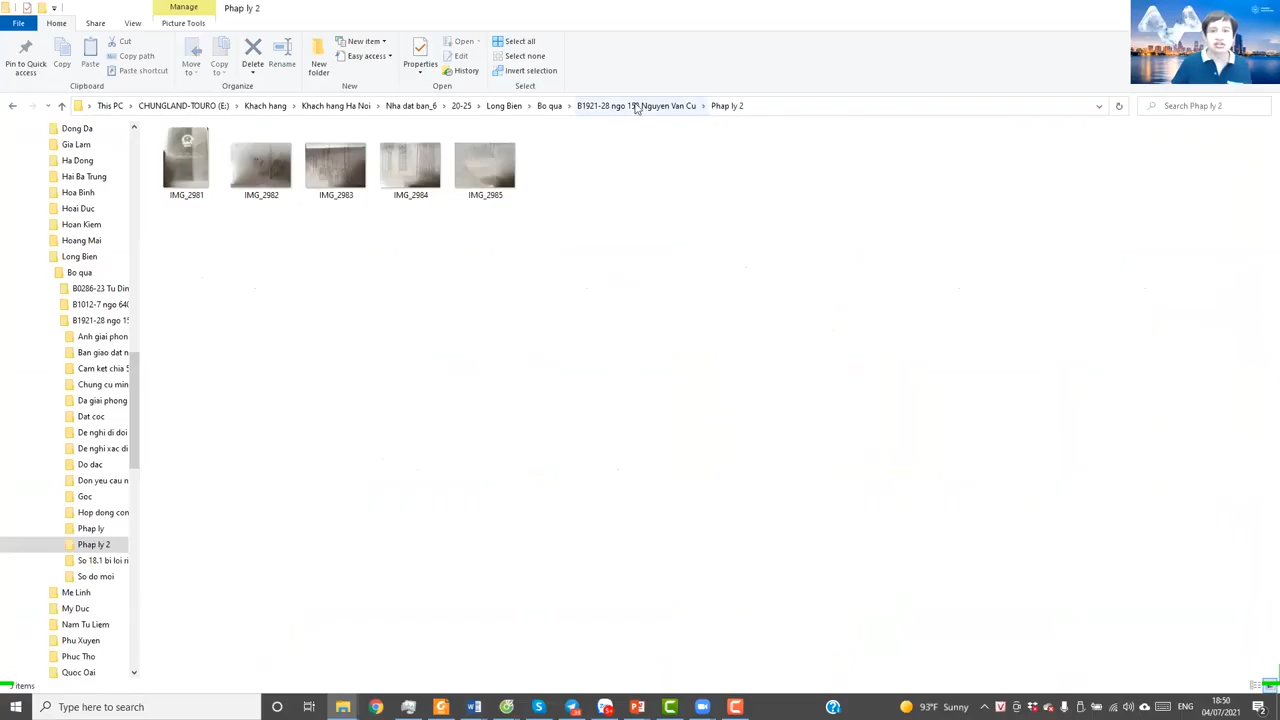 Manage
Phap ly 2
File
Home
Share
View
Picture Tools
Pin to Quick access
Copy
Paste
Cut
Copy path
Paste shortcut
Clipboard
Move to
Copy to
Delete
Rename
Organize
New folder
New item
Easy access
New
Properties
Open
Edit
History
Open
Select all
Select none
Invert selection
Select
This PC
CHUNGLAND-TOURO (E:)
Khach hang
Khach hang Ha Noi
Nha dat ban_6
20-25
Long Bien
Bo qua
B1921-28 ngo 158 Nguyen Van Cu
Phap ly 2
Search Phap ly 2
Dong Da
Gia Lam
Ha Dong
Hai Ba Trung
Hoa Binh
Hoai Duc
Hoan Kiem
Hoang Mai
Long Bien
Bo qua
B0286-23 Tu Din
B1012-7 ngo 640
B1921-28 ngo 15
Anh giai phon
Ban giao dat n
Cam ket chia 5
Chung cu min
Da giai phong
Dat coc
De nghi di doi
De nghi xac di
Do dac
Don yeu cau n
Goc
Hop dong con
Phap ly
Phap ly 2
So 18.1 bi loi ri
So do moi
Me Linh
My Duc
Nam Tu Liem
Phu Xuyen
Phuc Tho
Quoc Oai
IMG_2981
IMG_2982
IMG_2983
IMG_2984
IMG_2985
5 items
Type here to search
93°F Sunny
ENG
18:50
04/07/2021